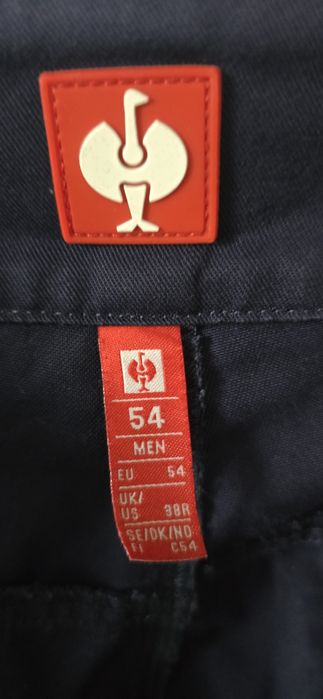 54
MEN
EU 54
UK/
US 38R
SE/DK/NO
FI C54